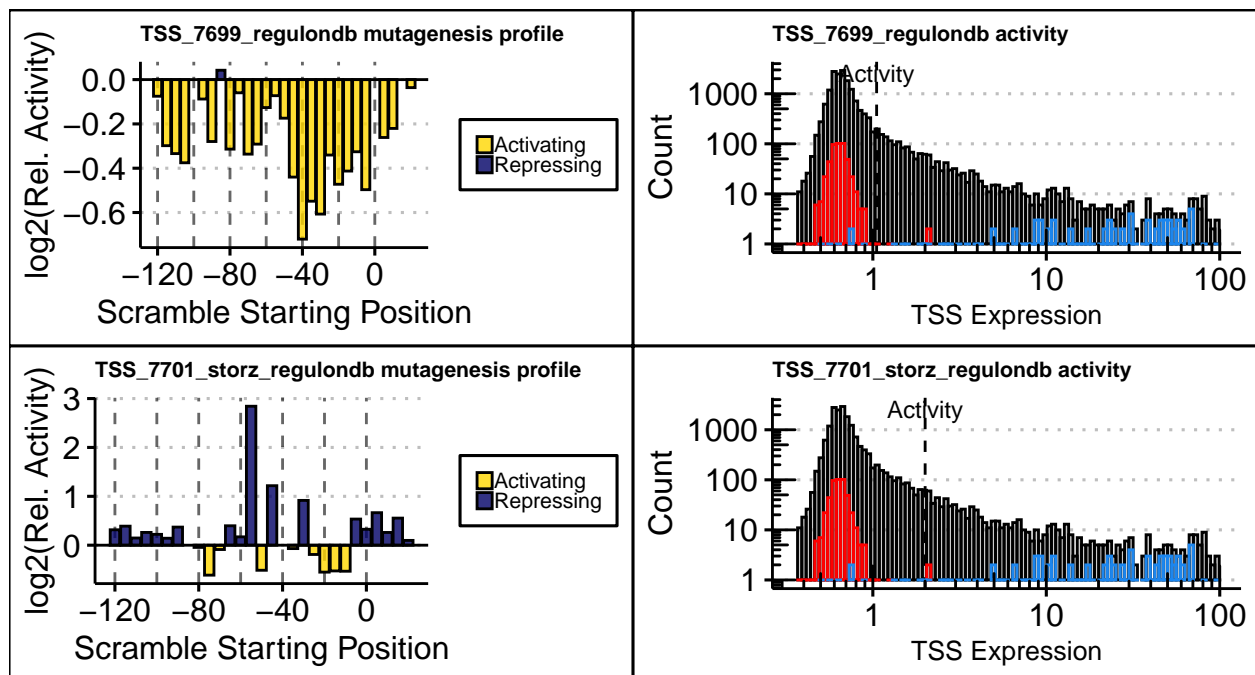 TSS_7699_regulondb mutagenesis profile
log2(Rel. Activity)
0.0
−0.2
−0.4
−0.6
−120 −80 −40 0
Scramble Starting Position
Activating
Repressing
TSS_7699_regulondb activity
Activity
Count
1000
100
10
1
1 10 100
TSS Expression
TSS_7701_storz_regulondb mutagenesis profile
log2(Rel. Activity)
3
2
1
0
−120 −80 −40 0
Scramble Starting Position
Activating
Repressing
TSS_7701_storz_regulondb activity
Activity
Count
1000
100
10
1
1 10 100
TSS Expression